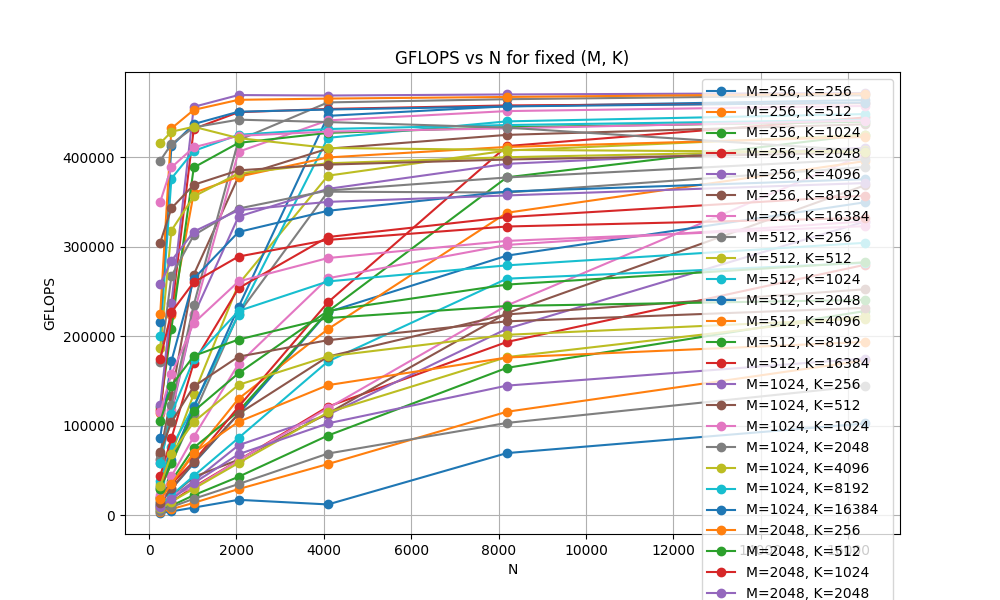 GFLOPS vs N for fixed (M, K)
GFLOPS
400000
300000
200000
100000
0
0
2000
4000
6000
8000
10000
12000
N
M=256, K=256
M=256, K=512
M=256, K=1024
M=256, K=2048
M=256, K=4096
M=256, K=8192
M=256, K=16384
M=512, K=256
M=512, K=512
M=512, K=1024
M=512, K=2048
M=512, K=4096
M=512, K=8192
M=512, K=16384
M=1024, K=256
M=1024, K=512
M=1024, K=1024
M=1024, K=2048
M=1024, K=4096
M=1024, K=8192
M=1024, K=16384
M=2048, K=256
M=2048, K=512
M=2048, K=1024
M=2048, K=2048